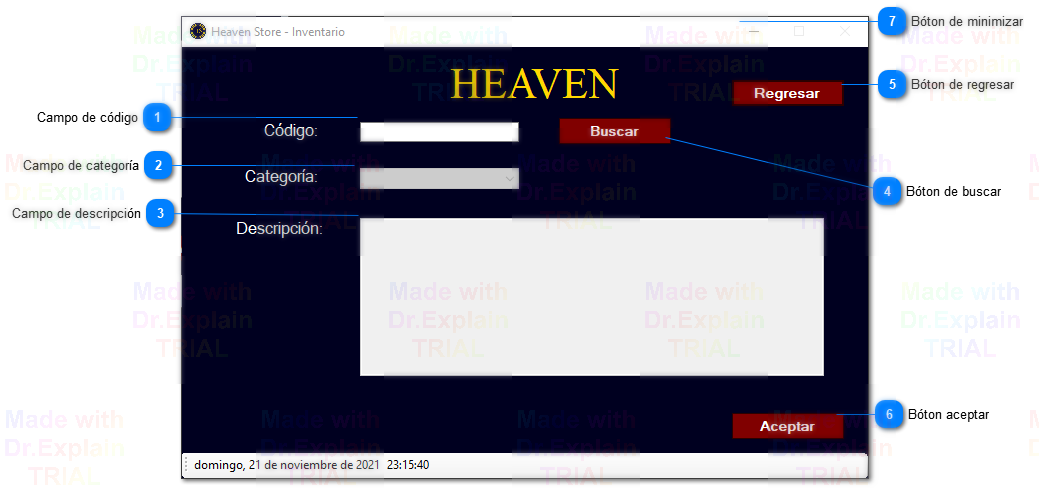 Heaven Store - Inventario
7 Bóton de minimizar
HEAVEN
Regresar
5 Bóton de regresar
Campo de código 1
Código:
Buscar
Campo de categoría 2
Categoría:
4 Bóton de buscar
Campo de descripción 3
Descripción:
Aceptar
6 Bóton aceptar
domingo, 21 de noviembre de 2021 23:15:40
Made with
Dr.Explain
TRIAL